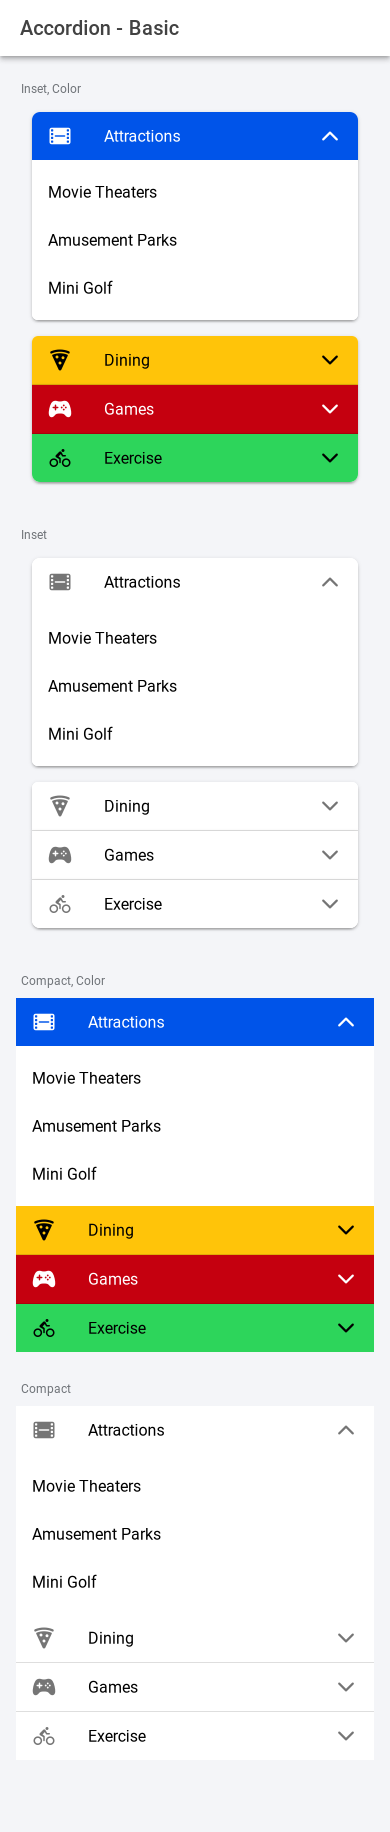 Accordion - Basic
Inset, Color
Attractions
Movie Theaters
Amusement Parks
Mini Golf
Dining
Games
Exercise
Inset
Attractions
Movie Theaters
Amusement Parks
Mini Golf
Dining
Games
Exercise
Compact, Color
Attractions
Movie Theaters
Amusement Parks
Mini Golf
Dining
Games
Exercise
Compact
Attractions
Movie Theaters
Amusement Parks
Mini Golf
Dining
Games
Exercise